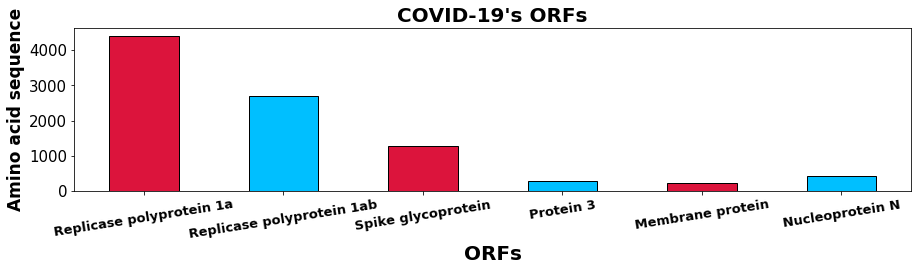 COVID-19's ORFs
Amino acid sequence
4000
3000
2000
1000
0
Replicase polyprotein 1a
Replicase polyprotein 1ab
Spike glycoprotein
Protein 3
Membrane protein
Nucleoprotein N
ORFs